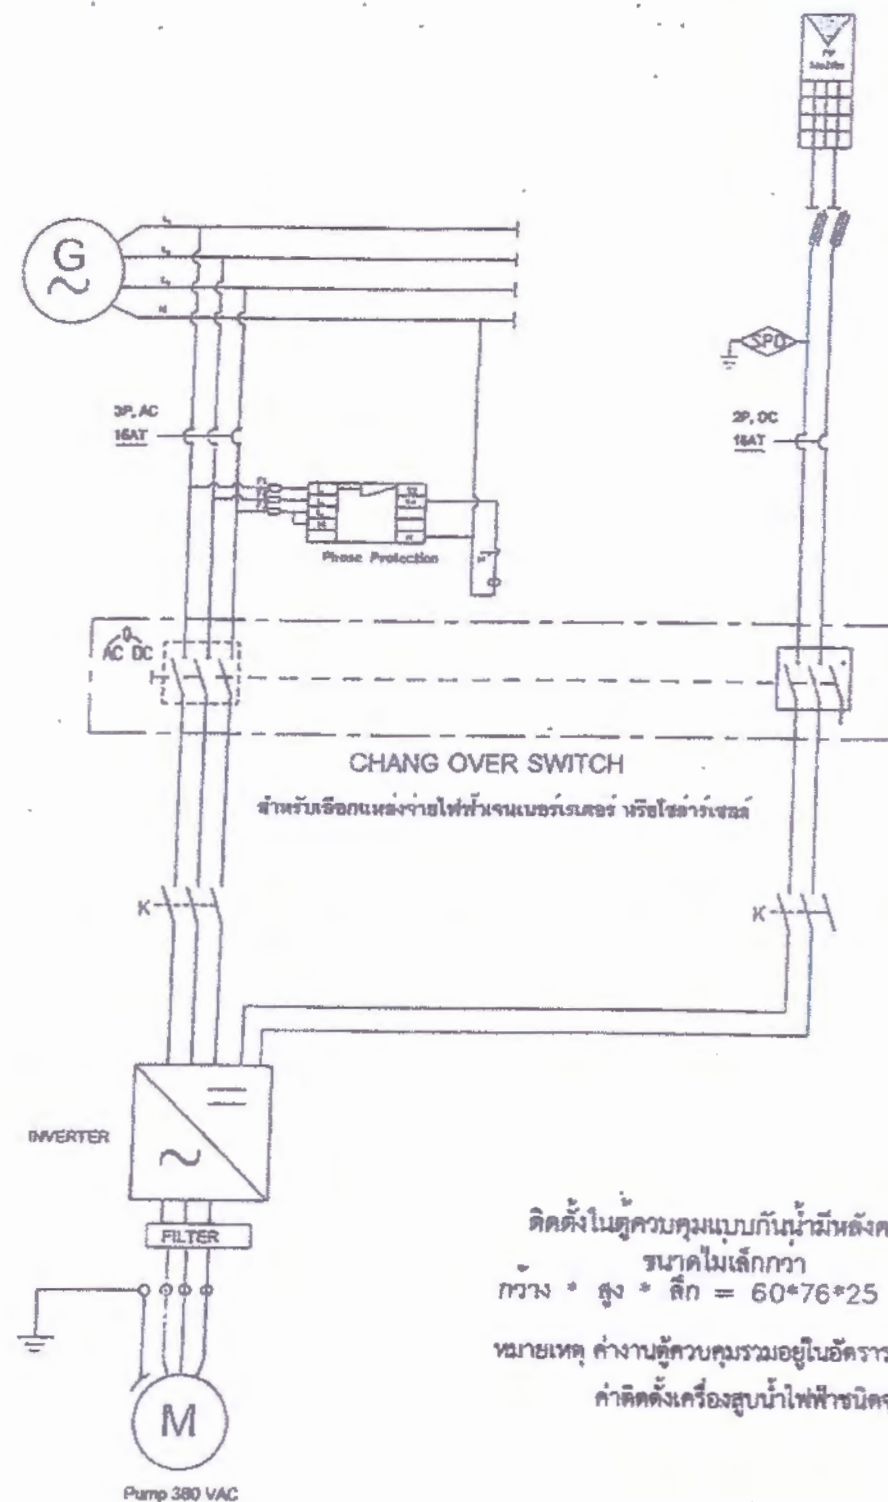 PV
G
L₁
L₂
L₃
N
SPD
3P, AC
16AT
2P, DC
16AT
Phase Protection
0
AC DC
CHANG OVER SWITCH
สำหรับเลือกแหล่งจ่ายไฟฟ้าเจนเนอร์เรเตอร์ หรือโซล่าร์เซลล์
K
K
INVERTER
FILTER
ติดตั้งในตู้ควบคุมแบบกันน้ำมีหลังค
ขนาดไม่เล็กกว่า
กว้าง * สูง * ลึก = 60*76*25
หมายเหตุ ค่างานตู้ควบคุมรวมอยู่ในอัตรารา
ค่าติดตั้งเครื่องสูบน้ำไฟฟ้าชนิดจ
M
Pump 380 VAC